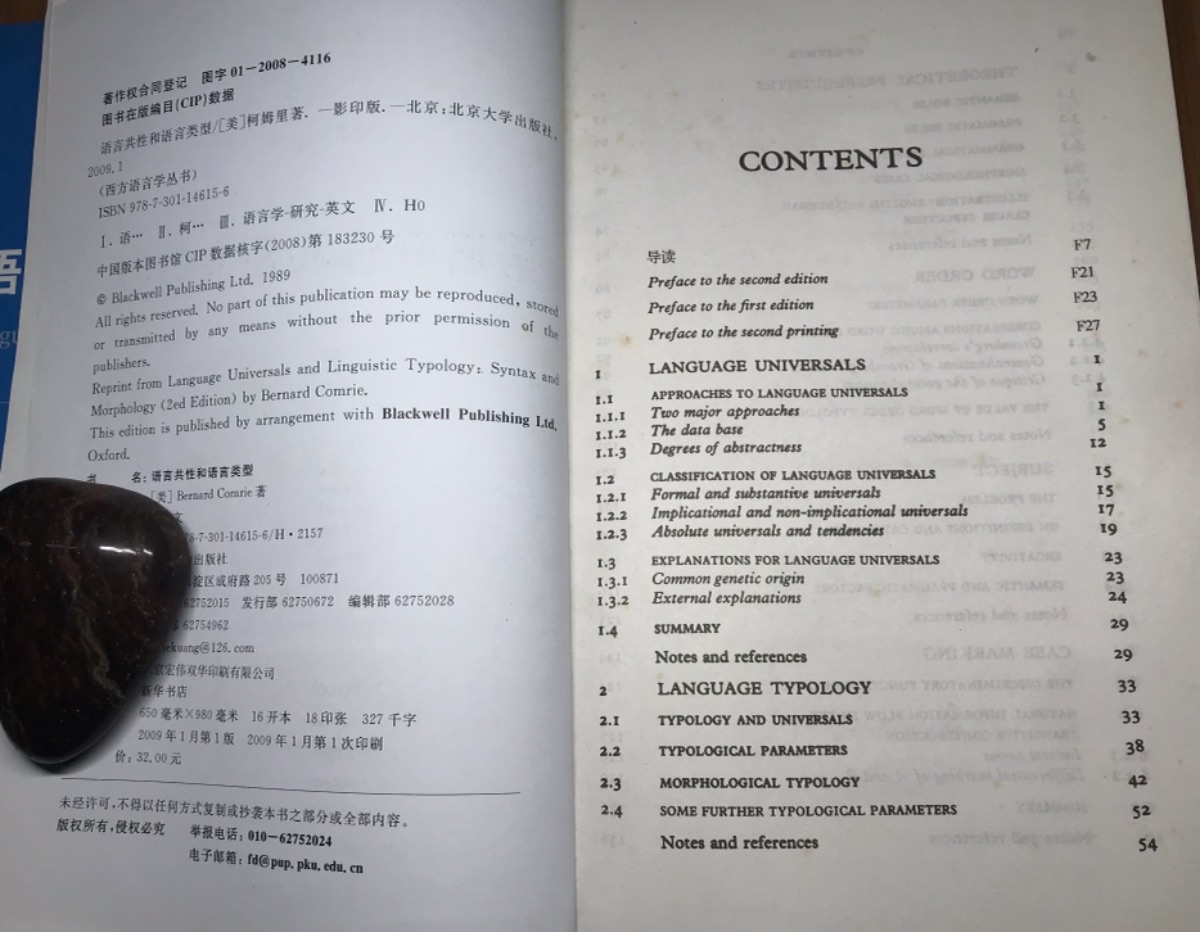 著作权合同登记 图字 01-2008-4116
图书在版编目(CIP)数据
语言共性和语言类型/[美]柯姆里著. —影印版. —北京:北京大学出版社,
2009.1
(西方语言学丛书)
ISBN 978-7-301-14615-6
Ⅰ. 语… Ⅱ. 柯… Ⅲ. 语言学-研究-英文 Ⅳ. H0
中国版本图书馆 CIP 数据核字(2008)第 183230 号
© Blackwell Publishing Ltd. 1989
All rights reserved. No part of this publication may be reproduced, stored
or transmitted by any means without the prior permission of the
publishers.
Reprint from Language Universals and Linguistic Typology: Syntax and
Morphology (2ed Edition) by Bernard Comrie.
This edition is published by arrangement with Blackwell Publishing Ltd.
Oxford.
书 名:语言共性和语言类型
[美] Bernard Comrie 著
8-7-301-14615-6/H·2157
出版社
淀区成府路 205 号 100871
62752015 发行部 62750672 编辑部 62752028
62754962
ekuang@126.com
京宏伟双华印刷有限公司
新华书店
650 毫米×980 毫米 16 开本 18 印张 327 千字
2009 年 1 月第 1 版 2009 年 1 月第 1 次印刷
价:32.00 元
未经许可,不得以任何方式复制或抄袭本书之部分或全部内容。
版权所有,侵权必究 举报电话:010-62752024
电子邮箱:fd@pup.pku.edu.cn
CONTENTS
导读 F7
Preface to the second edition F21
Preface to the first edition F23
Preface to the second printing F27
1 LANGUAGE UNIVERSALS 1
1.1 APPROACHES TO LANGUAGE UNIVERSALS 1
1.1.1 Two major approaches 1
1.1.2 The data base 5
1.1.3 Degrees of abstractness 12
1.2 CLASSIFICATION OF LANGUAGE UNIVERSALS 15
1.2.1 Formal and substantive universals 15
1.2.2 Implicational and non-implicational universals 17
1.2.3 Absolute universals and tendencies 19
1.3 EXPLANATIONS FOR LANGUAGE UNIVERSALS 23
1.3.1 Common genetic origin 23
1.3.2 External explanations 24
1.4 SUMMARY 29
Notes and references 29
2 LANGUAGE TYPOLOGY 33
2.1 TYPOLOGY AND UNIVERSALS 33
2.2 TYPOLOGICAL PARAMETERS 38
2.3 MORPHOLOGICAL TYPOLOGY 42
2.4 SOME FURTHER TYPOLOGICAL PARAMETERS 52
Notes and references 54